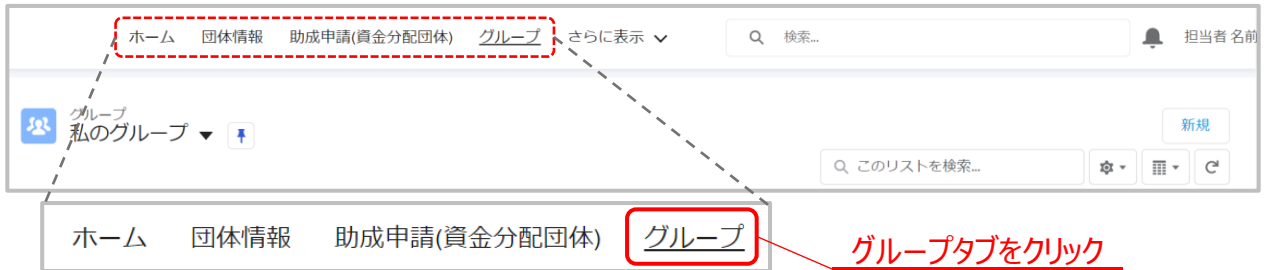 ホーム 団体情報 助成申請(資金分配団体) グループ さらに表示 検索... 担当者 名前
グループ
私のグループ
新規
このリストを検索...
ホーム 団体情報 助成申請(資金分配団体) グループ
グループタブをクリック